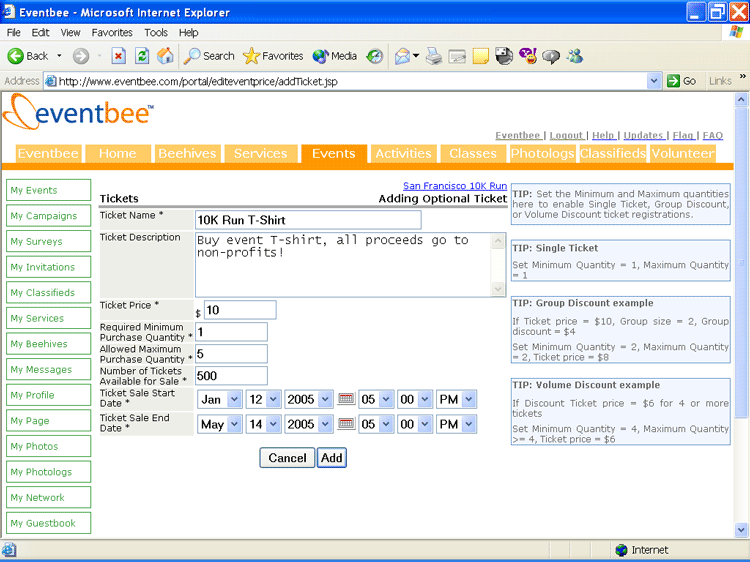 Eventbee - Microsoft Internet Explorer
File Edit View Favorites Tools Help
Back Search Favorites Media
Address http://www.eventbee.com/portal/editeventprice/addTicket.jsp Go Links »
eventbee™
Eventbee | Logout | Help | Updates | Flag | FAQ
Eventbee Home Beehives Services Events Activities Classes Photologs Classifieds Volunteer
My Events
My Campaigns
My Surveys
My Invitations
My Classifieds
My Services
My Beehives
My Messages
My Profile
My Page
My Photos
My Photologs
My Network
My Guestbook
San Francisco 10K Run
Tickets Adding Optional Ticket
Ticket Name * 10K Run T-Shirt
Ticket Description Buy event T-shirt, all proceeds go to
non-profits!
Ticket Price * $ 10
Required Minimum
Purchase Quantity * 1
Allowed Maximum
Purchase Quantity * 5
Number of Tickets
Available for Sale * 500
Ticket Sale Start
Date * Jan 12 2005 05 00 PM
Ticket Sale End
Date * May 14 2005 05 00 PM
Cancel Add
TIP: Set the Minimum and Maximum quantities
here to enable Single Ticket, Group Discount,
or Volume Discount ticket registrations.
TIP: Single Ticket
Set Minimum Quantity = 1, Maximum Quantity
= 1
TIP: Group Discount example
If Ticket price = $10, Group size = 2, Group
discount = $4
Set Minimum Quantity = 2, Maximum Quantity
= 2, Ticket price = $8
TIP: Volume Discount example
If Discount Ticket price = $6 for 4 or more
tickets
Set Minimum Quantity = 4, Maximum Quantity
>= 4, Ticket price = $6
Internet